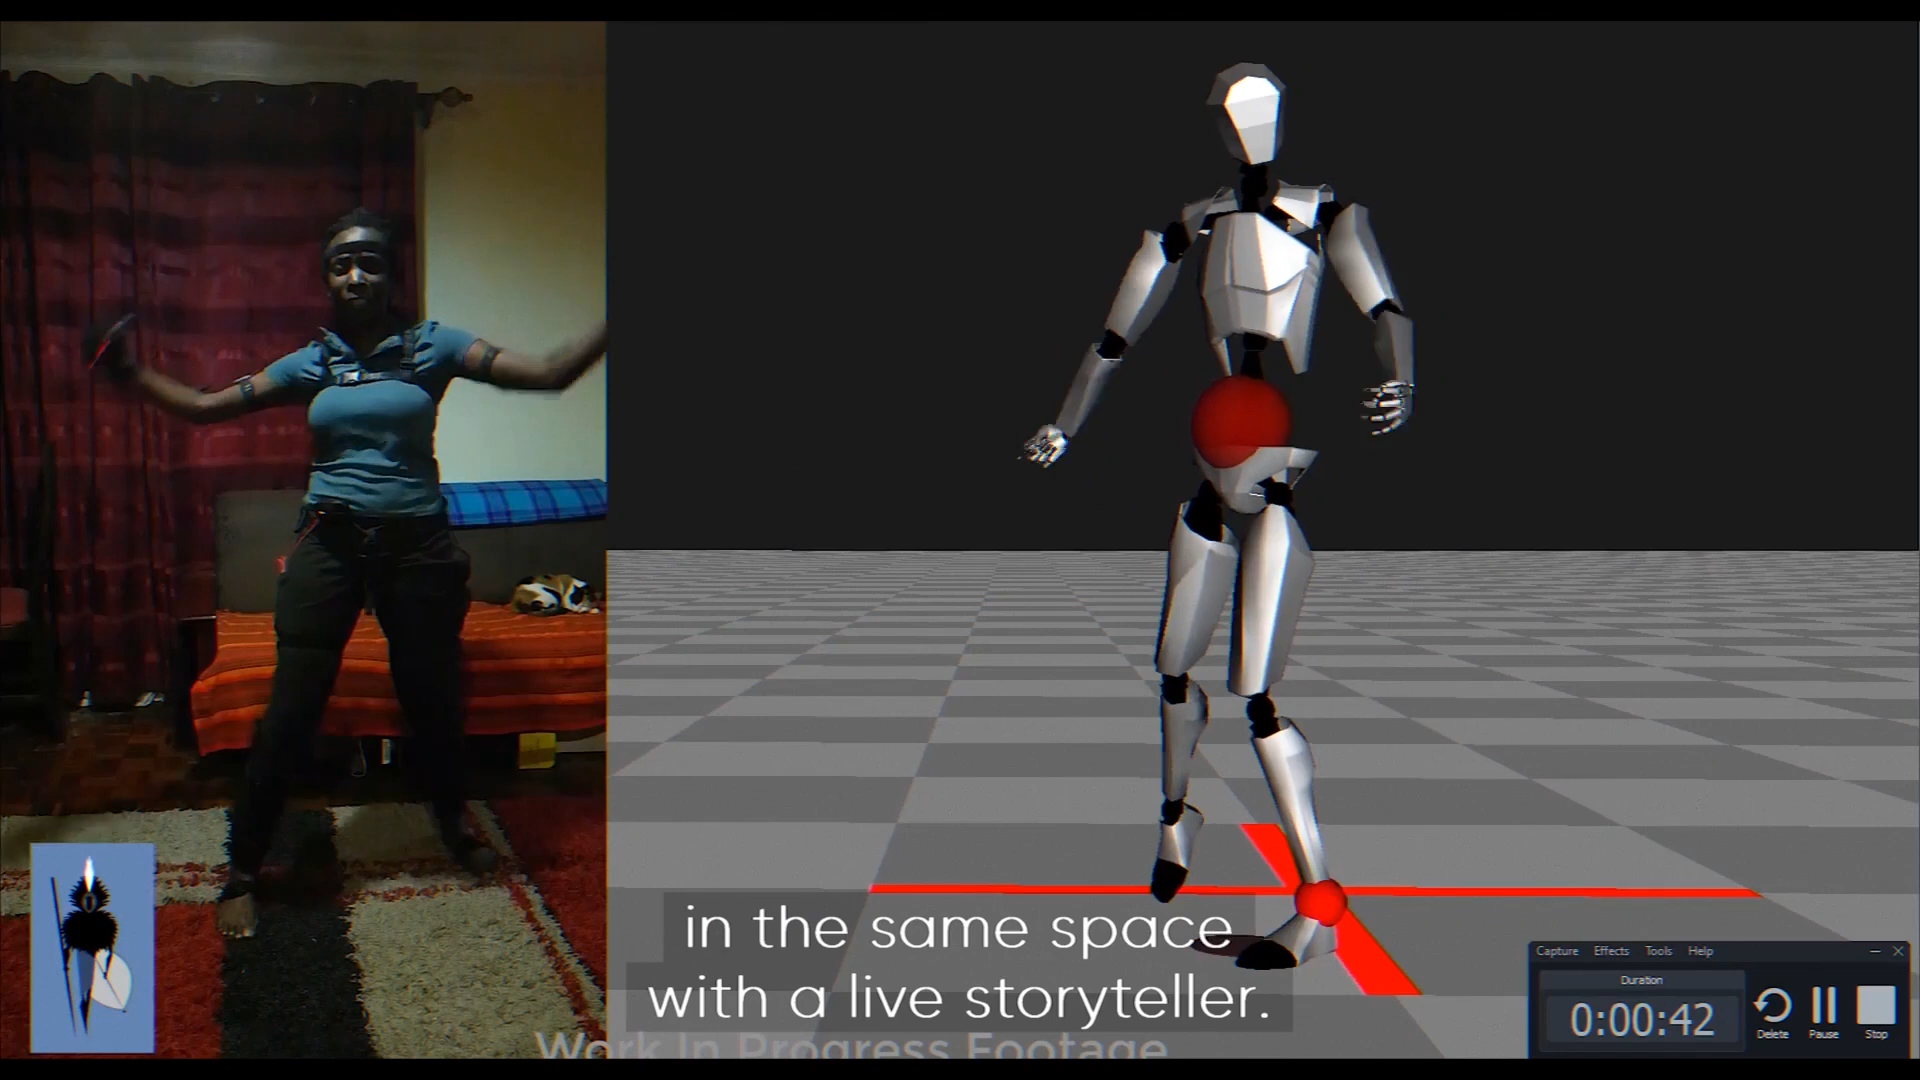 in the same space
with a live storyteller.
Work In Progress Footage
Capture Effects Tools Help
Duration
0:00:42
Delete Pause Stop